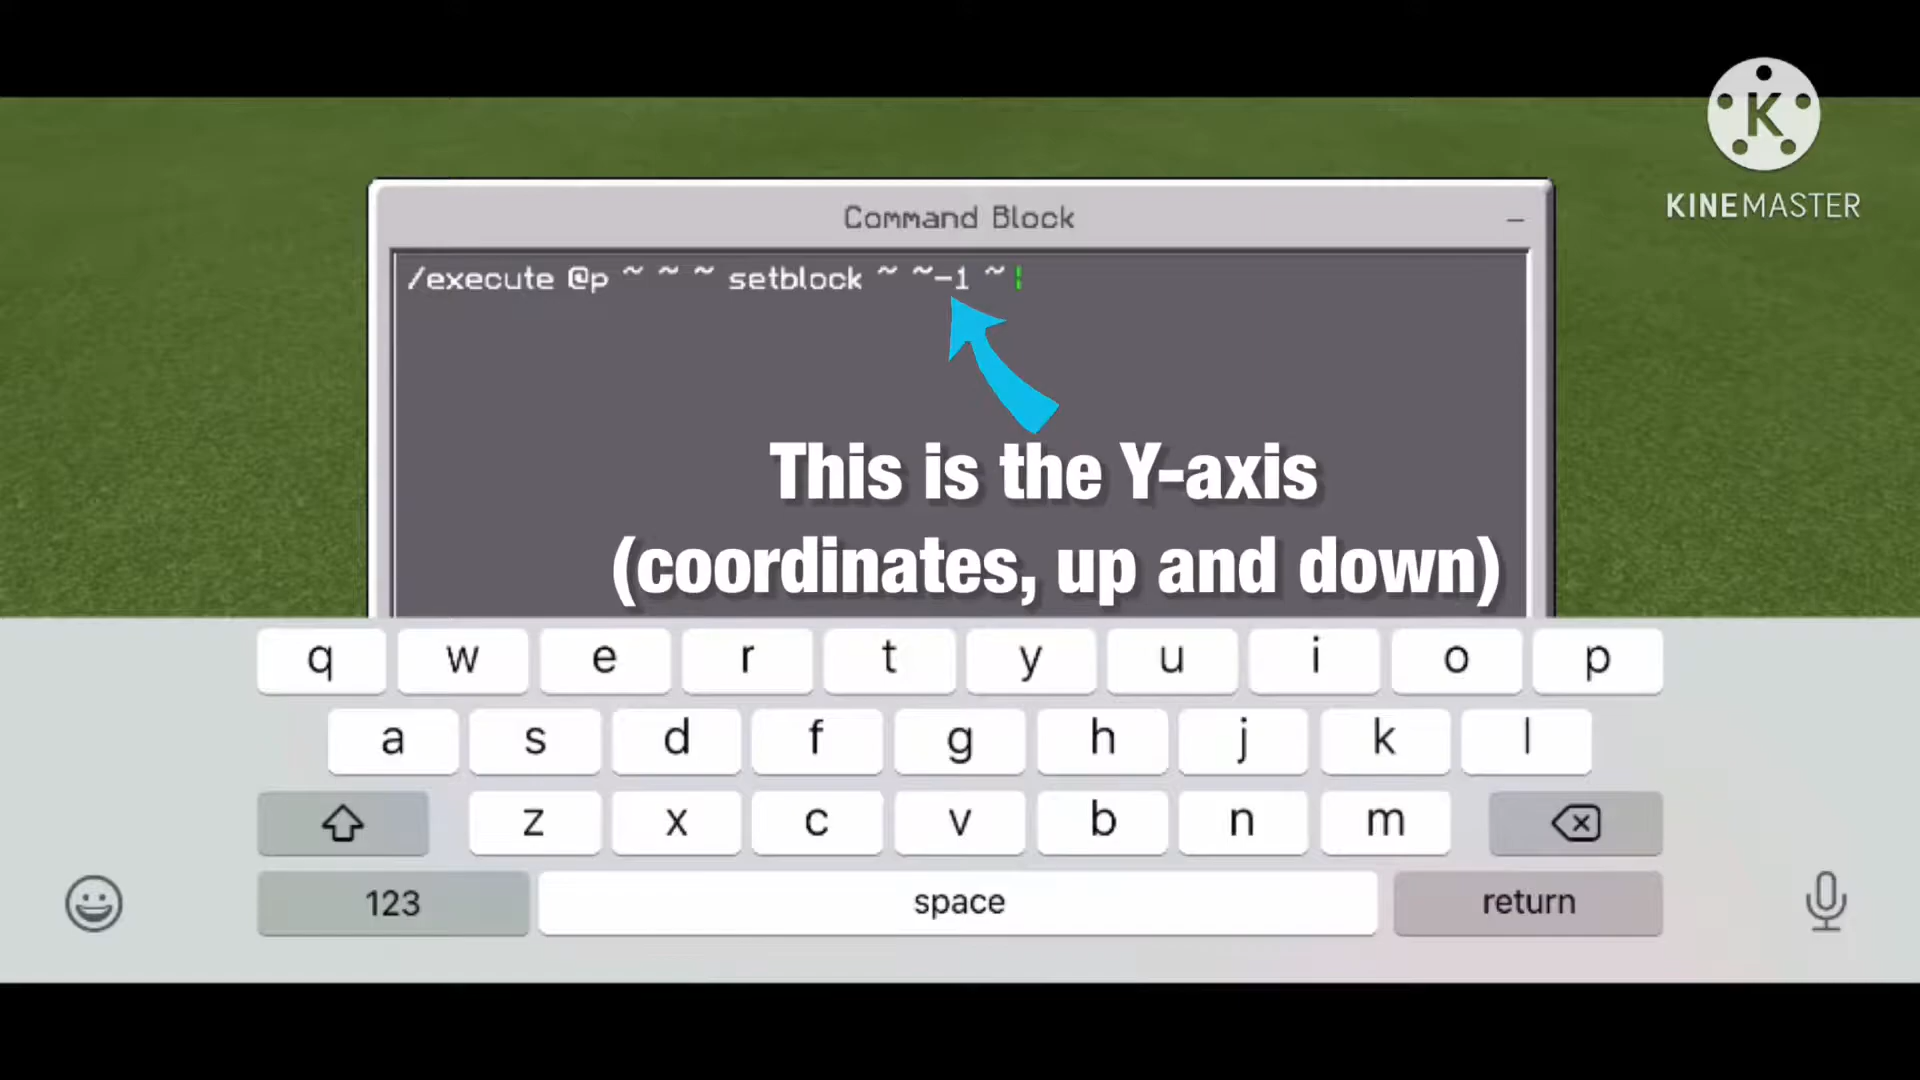 KINEMASTER
Command Block
/execute @p ~ ~ ~ setblock ~ ~-1 ~
This is the Y-axis
(coordinates, up and down)
q w e r t y u i o p
a s d f g h j k l
z x c v b n m
123 space return